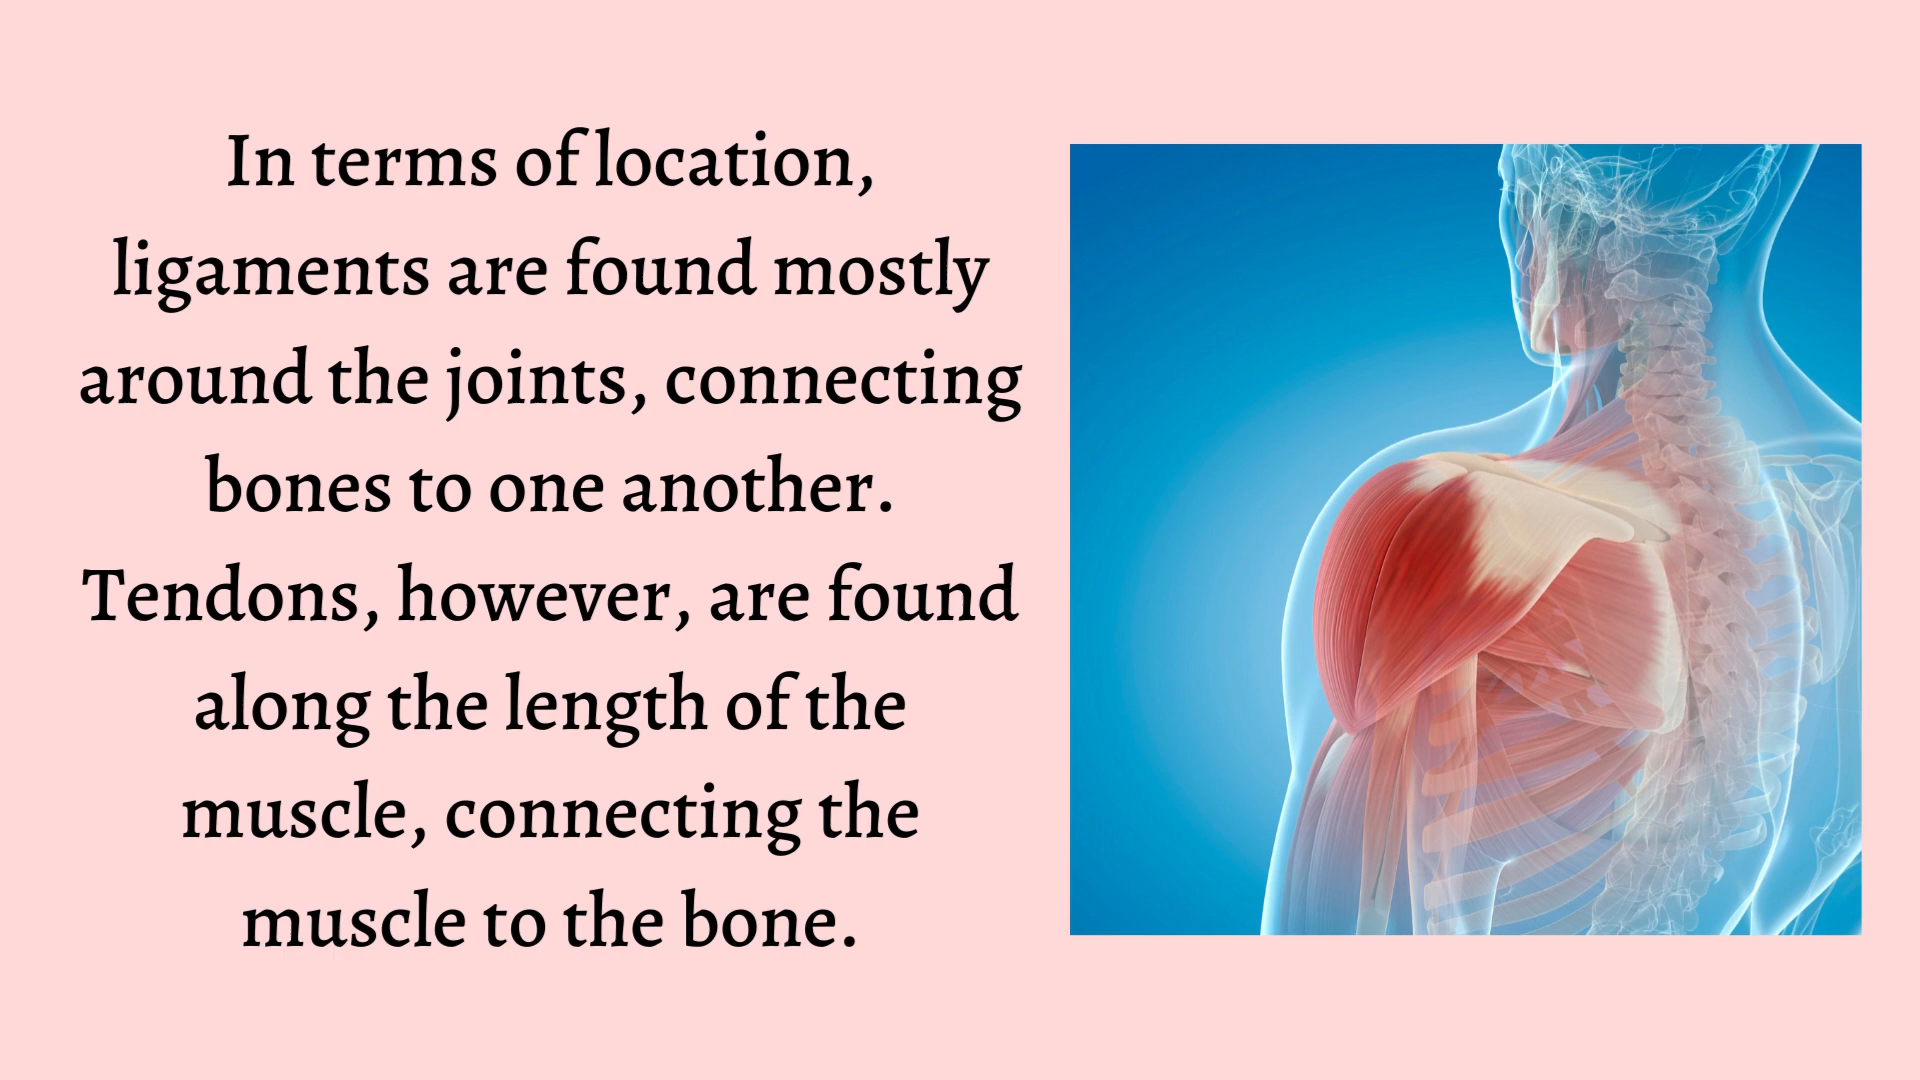 In terms of location,
ligaments are found mostly
around the joints, connecting
bones to one another.
Tendons, however, are found
along the length of the
muscle, connecting the
muscle to the bone.